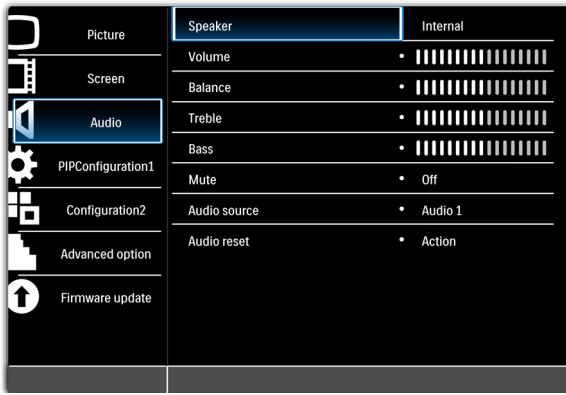 Picture
Screen
Audio
PIPConfiguration1
Configuration2
Advanced option
Firmware update
Speaker Internal
Volume •
Balance •
Treble •
Bass •
Mute • Off
Audio source • Audio 1
Audio reset • Action